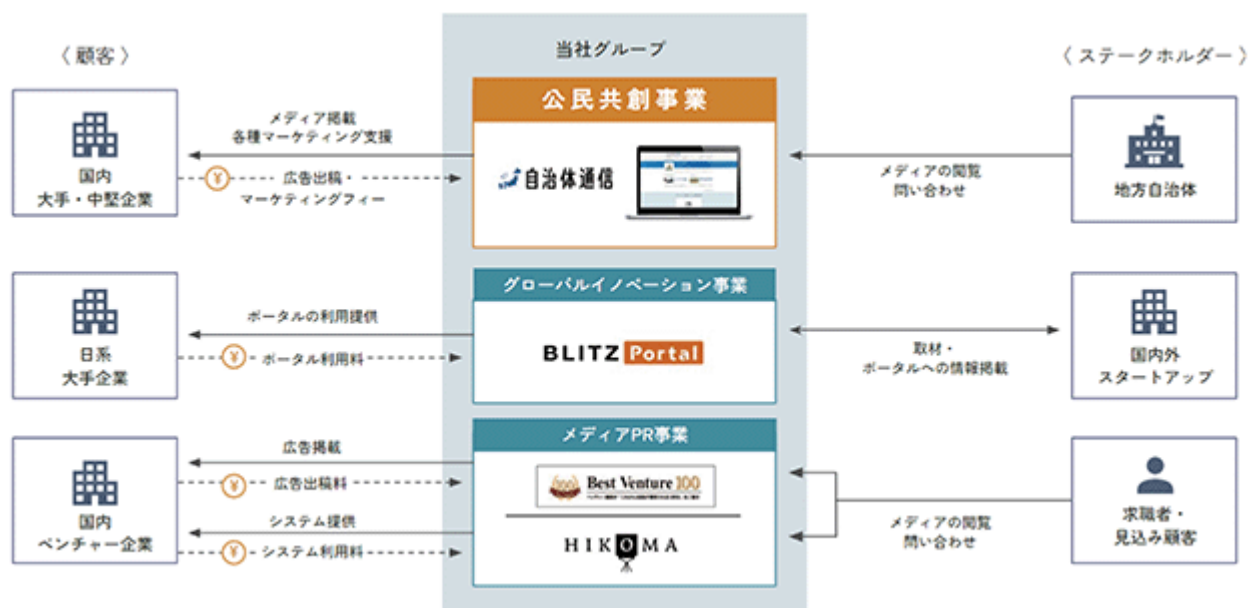 〈 顧客 〉
当社グループ
〈 ステークホルダー 〉
国内
大手・中堅企業
メディア掲載
各種マーケティング支援
¥
広告出稿・
マーケティングフィー
公民共創事業
自治体通信
メディアの閲覧
問い合わせ
地方自治体
日系
大手企業
ポータルの利用提供
¥
ポータル利用料
グローバルイノベーション事業
BLITZ Portal
取材・
ポータルへの情報掲載
国内外
スタートアップ
国内
ベンチャー企業
広告掲載
¥
広告出稿料
システム提供
¥
システム利用料
メディアPR事業
Best Venture 100
HIKOMA
メディアの閲覧
問い合わせ
求職者・
見込み顧客